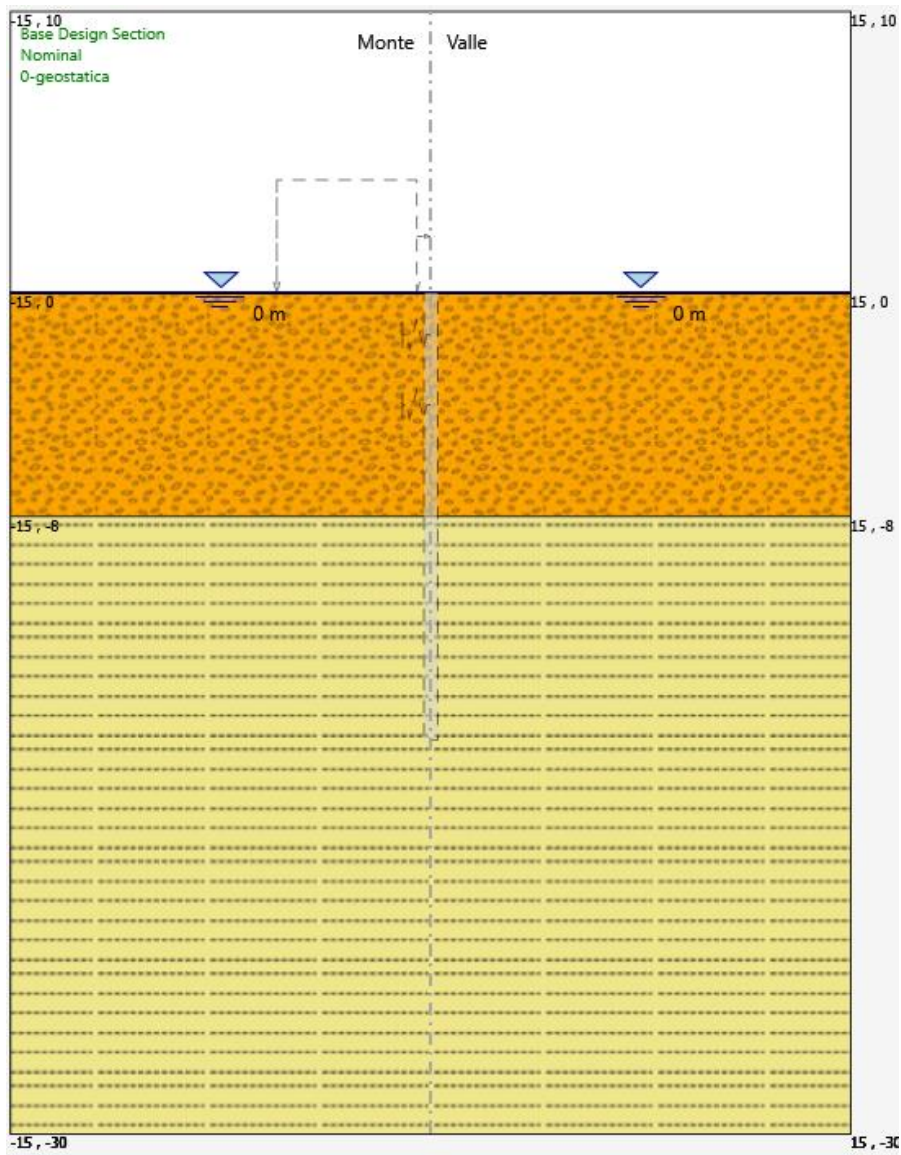 -15 , 10
15 , 10
Base Design Section
Nominal
0-geostatica
Monte
Valle
-15 , 0
15 , 0
0 m
0 m
-15 , -8
15 , -8
-15 , -30
15 , -30